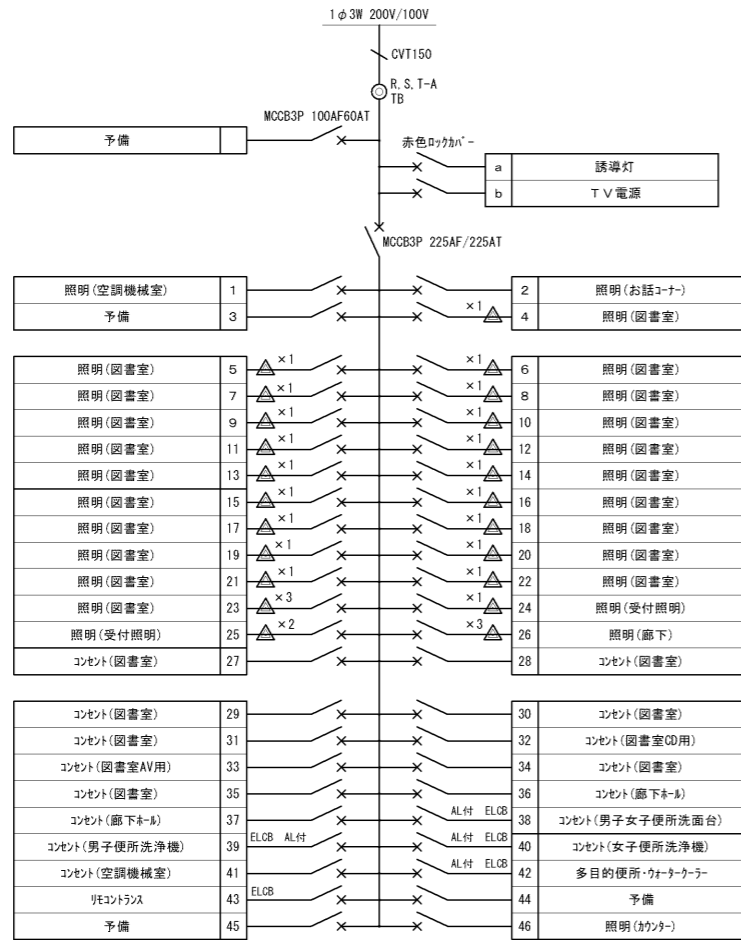 1φ3W 200V/100V
CVT150
R,S,T-A
TB
MCCB3P 100AF60AT
予備
赤色ロックカバー
a 誘導灯
b TV電源
MCCB3P 225AF/225AT
照明(空調機械室) 1 2 照明(お話コーナー)
予備 3 ×1 4 照明(図書室)
照明(図書室) 5 ×1 ×1 6 照明(図書室)
照明(図書室) 7 ×1 ×1 8 照明(図書室)
照明(図書室) 9 ×1 ×1 10 照明(図書室)
照明(図書室) 11 ×1 ×1 12 照明(図書室)
照明(図書室) 13 ×1 ×1 14 照明(図書室)
照明(図書室) 15 ×1 ×1 16 照明(図書室)
照明(図書室) 17 ×1 ×1 18 照明(図書室)
照明(図書室) 19 ×1 ×1 20 照明(図書室)
照明(図書室) 21 ×1 ×1 22 照明(図書室)
照明(図書室) 23 ×3 ×1 24 照明(受付照明)
照明(受付照明) 25 ×2 ×3 26 照明(廊下)
コンセント(図書室) 27 28 コンセント(図書室)
コンセント(図書室) 29 30 コンセント(図書室)
コンセント(図書室) 31 32 コンセント(図書室CD用)
コンセント(図書室AV用) 33 34 コンセント(図書室)
コンセント(図書室) 35 36 コンセント(廊下ホール)
コンセント(廊下ホール) 37 AL付 ELCB 38 コンセント(男子女子便所洗面台)
コンセント(男子便所洗浄機) 39 ELCB AL付 AL付 ELCB 40 コンセント(女子便所洗浄機)
コンセント(空調機械室) 41 AL付 ELCB 42 多目的便所・ウォータークーラー
リモコントランス 43 ELCB 44 予備
予備 45 46 照明(カウンター)